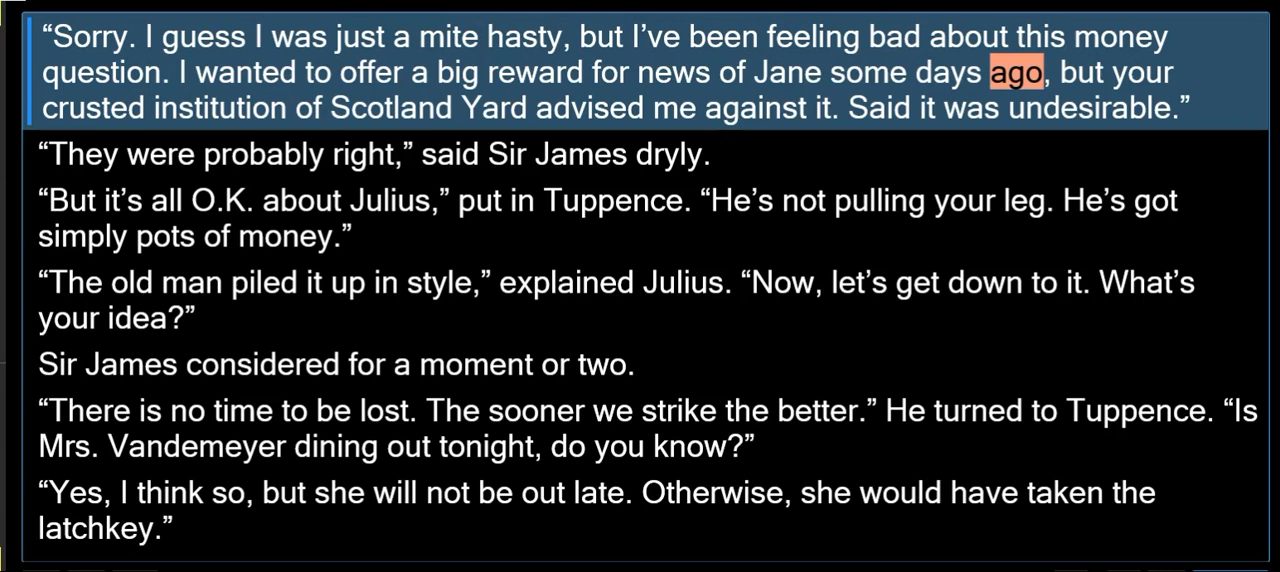 “Sorry. I guess I was just a mite hasty, but I’ve been feeling bad about this money
question. I wanted to offer a big reward for news of Jane some days ago, but your
crusted institution of Scotland Yard advised me against it. Said it was undesirable.”
“They were probably right,” said Sir James dryly.
“But it’s all O.K. about Julius,” put in Tuppence. “He’s not pulling your leg. He’s got
simply pots of money.”
“The old man piled it up in style,” explained Julius. “Now, let’s get down to it. What’s
your idea?”
Sir James considered for a moment or two.
“There is no time to be lost. The sooner we strike the better.” He turned to Tuppence. “Is
Mrs. Vandemeyer dining out tonight, do you know?”
“Yes, I think so, but she will not be out late. Otherwise, she would have taken the
latchkey.”